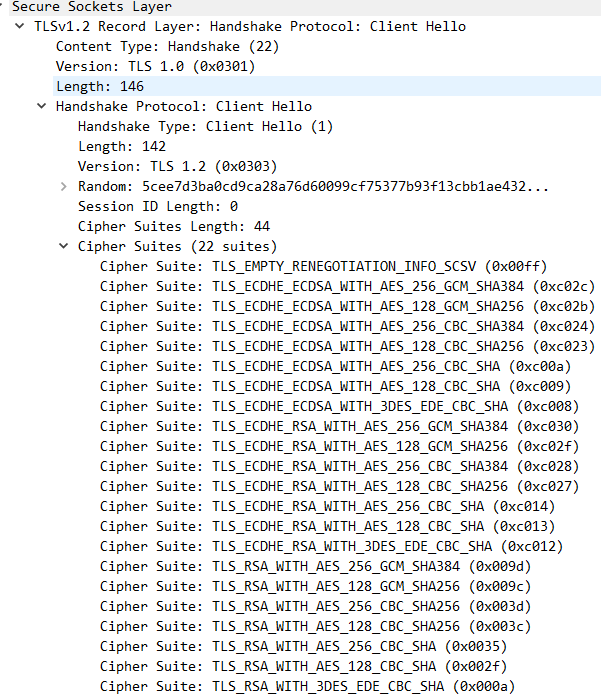 Secure Sockets Layer
TLSv1.2 Record Layer: Handshake Protocol: Client Hello
Content Type: Handshake (22)
Version: TLS 1.0 (0x0301)
Length: 146
Handshake Protocol: Client Hello
Handshake Type: Client Hello (1)
Length: 142
Version: TLS 1.2 (0x0303)
Random: 5cee7d3ba0cd9ca28a76d60099cf75377b93f13cbb1ae432...
Session ID Length: 0
Cipher Suites Length: 44
Cipher Suites (22 suites)
Cipher Suite: TLS_EMPTY_RENEGOTIATION_INFO_SCSV (0x00ff)
Cipher Suite: TLS_ECDHE_ECDSA_WITH_AES_256_GCM_SHA384 (0xc02c)
Cipher Suite: TLS_ECDHE_ECDSA_WITH_AES_128_GCM_SHA256 (0xc02b)
Cipher Suite: TLS_ECDHE_ECDSA_WITH_AES_256_CBC_SHA384 (0xc024)
Cipher Suite: TLS_ECDHE_ECDSA_WITH_AES_128_CBC_SHA256 (0xc023)
Cipher Suite: TLS_ECDHE_ECDSA_WITH_AES_256_CBC_SHA (0xc00a)
Cipher Suite: TLS_ECDHE_ECDSA_WITH_AES_128_CBC_SHA (0xc009)
Cipher Suite: TLS_ECDHE_ECDSA_WITH_3DES_EDE_CBC_SHA (0xc008)
Cipher Suite: TLS_ECDHE_RSA_WITH_AES_256_GCM_SHA384 (0xc030)
Cipher Suite: TLS_ECDHE_RSA_WITH_AES_128_GCM_SHA256 (0xc02f)
Cipher Suite: TLS_ECDHE_RSA_WITH_AES_256_CBC_SHA384 (0xc028)
Cipher Suite: TLS_ECDHE_RSA_WITH_AES_128_CBC_SHA256 (0xc027)
Cipher Suite: TLS_ECDHE_RSA_WITH_AES_256_CBC_SHA (0xc014)
Cipher Suite: TLS_ECDHE_RSA_WITH_AES_128_CBC_SHA (0xc013)
Cipher Suite: TLS_ECDHE_RSA_WITH_3DES_EDE_CBC_SHA (0xc012)
Cipher Suite: TLS_RSA_WITH_AES_256_GCM_SHA384 (0x009d)
Cipher Suite: TLS_RSA_WITH_AES_128_GCM_SHA256 (0x009c)
Cipher Suite: TLS_RSA_WITH_AES_256_CBC_SHA256 (0x003d)
Cipher Suite: TLS_RSA_WITH_AES_128_CBC_SHA256 (0x003c)
Cipher Suite: TLS_RSA_WITH_AES_256_CBC_SHA (0x0035)
Cipher Suite: TLS_RSA_WITH_AES_128_CBC_SHA (0x002f)
Cipher Suite: TLS_RSA_WITH_3DES_EDE_CBC_SHA (0x000a)